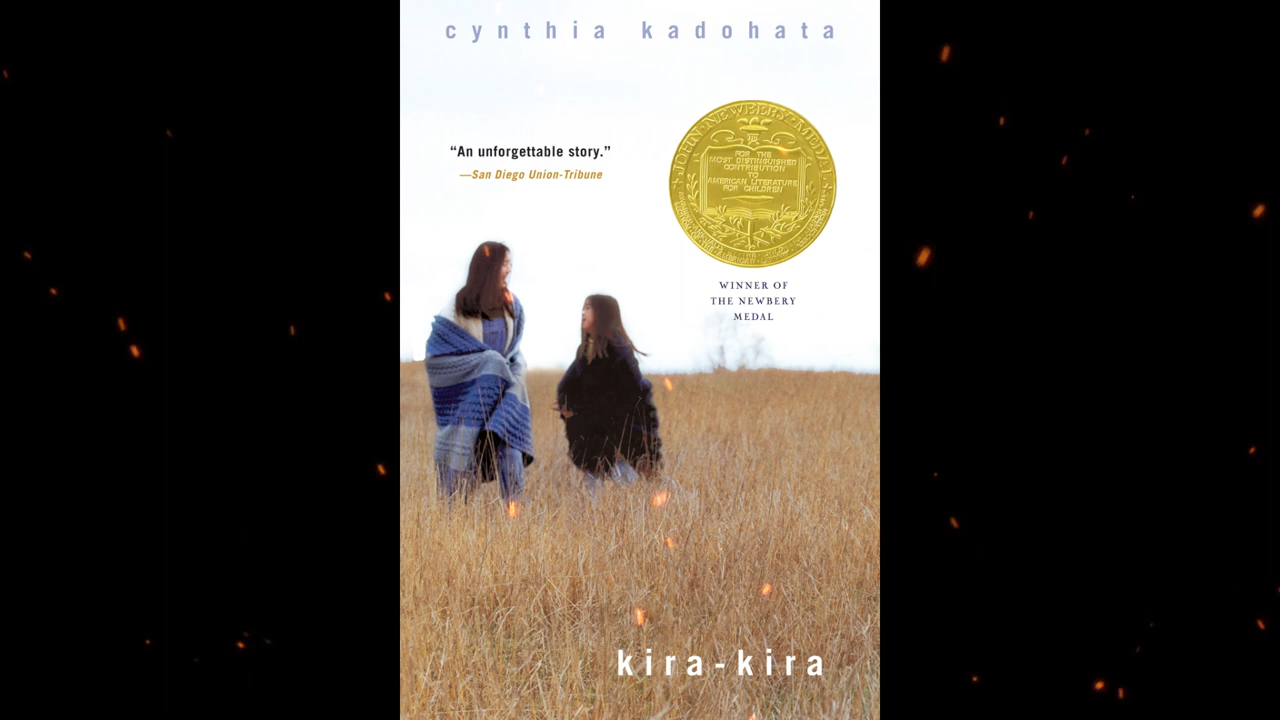 cynthia kadohata
“An unforgettable story.”
—San Diego Union-Tribune
JOHN NEWBERY MEDAL
FOR THE
MOST DISTINGUISHED
CONTRIBUTION
TO
AMERICAN LITERATURE
FOR CHILDREN
WINNER OF
THE NEWBERY
MEDAL
kira-kira